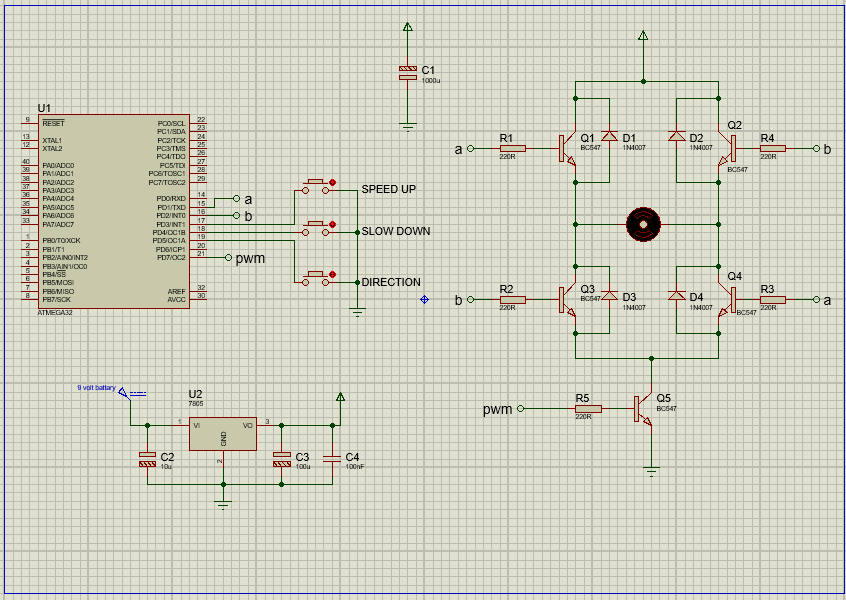 C1
1000u
U1
9 RESET
13 XTAL1
12 XTAL2
40 PA0/ADC0
39 PA1/ADC1
38 PA2/ADC2
37 PA3/ADC3
36 PA4/ADC4
35 PA5/ADC5
34 PA6/ADC6
33 PA7/ADC7
1 PB0/T0/XCK
2 PB1/T1
3 PB2/AIN0/INT2
4 PB3/AIN1/OC0
5 PB4/SS
6 PB5/MOSI
7 PB6/MISO
8 PB7/SCK
PC0/SCL 22
PC1/SDA 23
PC2/TCK 24
PC3/TMS 25
PC4/TDO 26
PC5/TDI 27
PC6/TOSC1 28
PC7/TOSC2 29
PD0/RXD 14
PD1/TXD 15
PD2/INT0 16
PD3/INT1 17
PD4/OC1B 18
PD5/OC1A 19
PD6/ICP1 20
PD7/OC2 21
AREF 32
AVCC 30
ATMEGA32
a
b
pwm
SPEED UP
SLOW DOWN
DIRECTION
a
R1
220R
Q1
BC547
D1
1N4007
D2
1N4007
Q2
BC547
R4
220R
b
b
R2
220R
Q3
BC547
D3
1N4007
D4
1N4007
Q4
BC547
R3
220R
a
pwm
R5
220R
Q5
BC547
9 volt battary
U2
7805
1 VI
VO 3
GND
2
C2
10u
C3
100u
C4
100nF